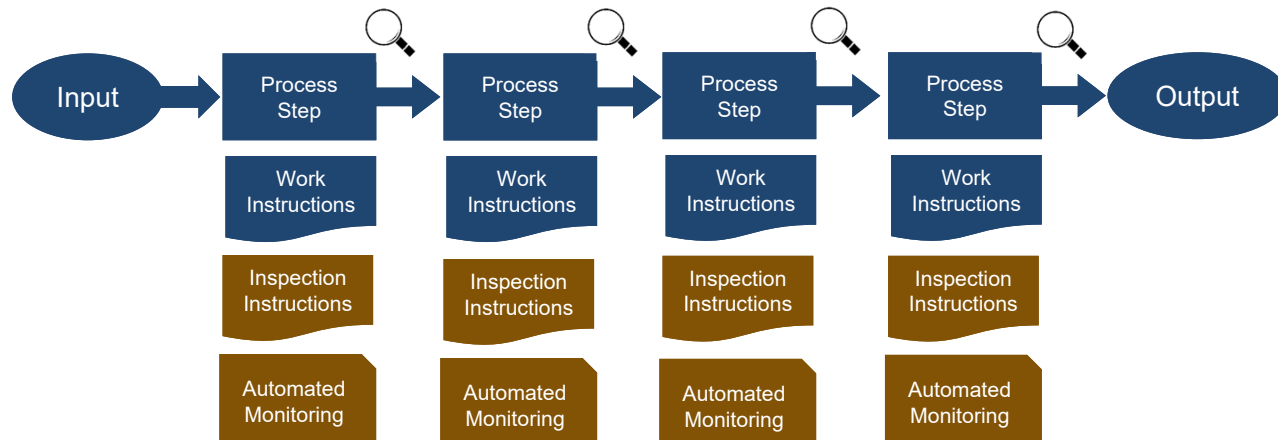 Input
Process
Step
Process
Step
Process
Step
Process
Step
Output
Work
Instructions
Work
Instructions
Work
Instructions
Work
Instructions
Inspection
Instructions
Inspection
Instructions
Inspection
Instructions
Inspection
Instructions
Automated
Monitoring
Automated
Monitoring
Automated
Monitoring
Automated
Monitoring